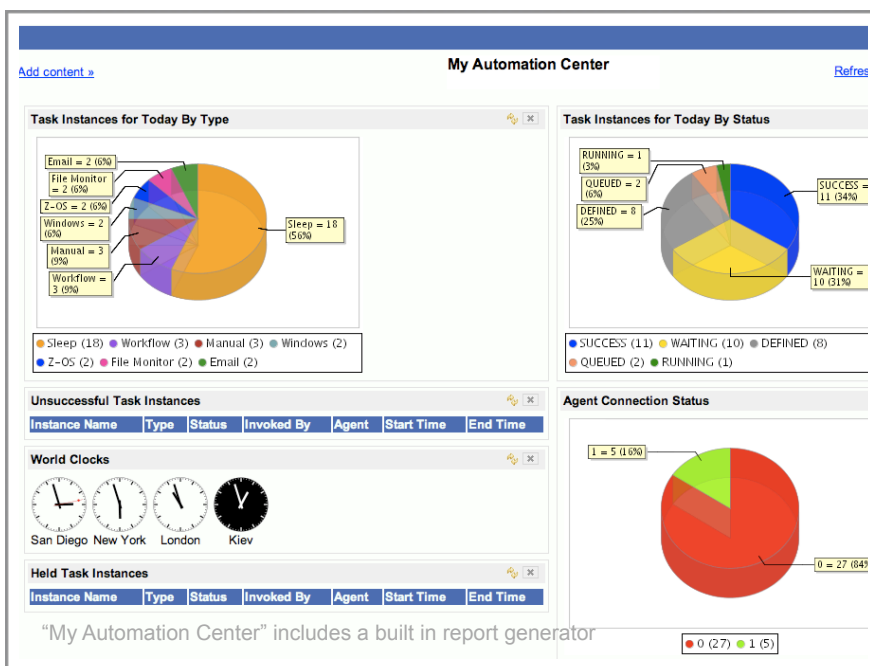 My Automation Center
Add content »
Refres
Task Instances for Today By Type
Email = 2 (6%)
File Monitor
= 2 (6%)
Z-OS = 2 (6%)
Windows = 2
(6%)
Manual = 3
(9%)
Workflow =
3 (9%)
Sleep = 18
(56%)
Sleep (18) Workflow (3) Manual (3) Windows (2)
Z-OS (2) File Monitor (2) Email (2)
Task Instances for Today By Status
RUNNING = 1
(3%)
QUEUED = 2
(6%)
DEFINED = 8
(25%)
SUCCESS =
11 (34%)
WAITING =
10 (31%)
SUCCESS (11) WAITING (10) DEFINED (8)
QUEUED (2) RUNNING (1)
Unsuccessful Task Instances
Instance Name Type Status Invoked By Agent Start Time End Time
World Clocks
San Diego New York London Kiev
Held Task Instances
Instance Name Type Status Invoked By Agent Start Time End Time
Agent Connection Status
1 = 5 (16%)
0 = 27 (84%
0 (27) 1 (5)
“My Automation Center” includes a built in report generator